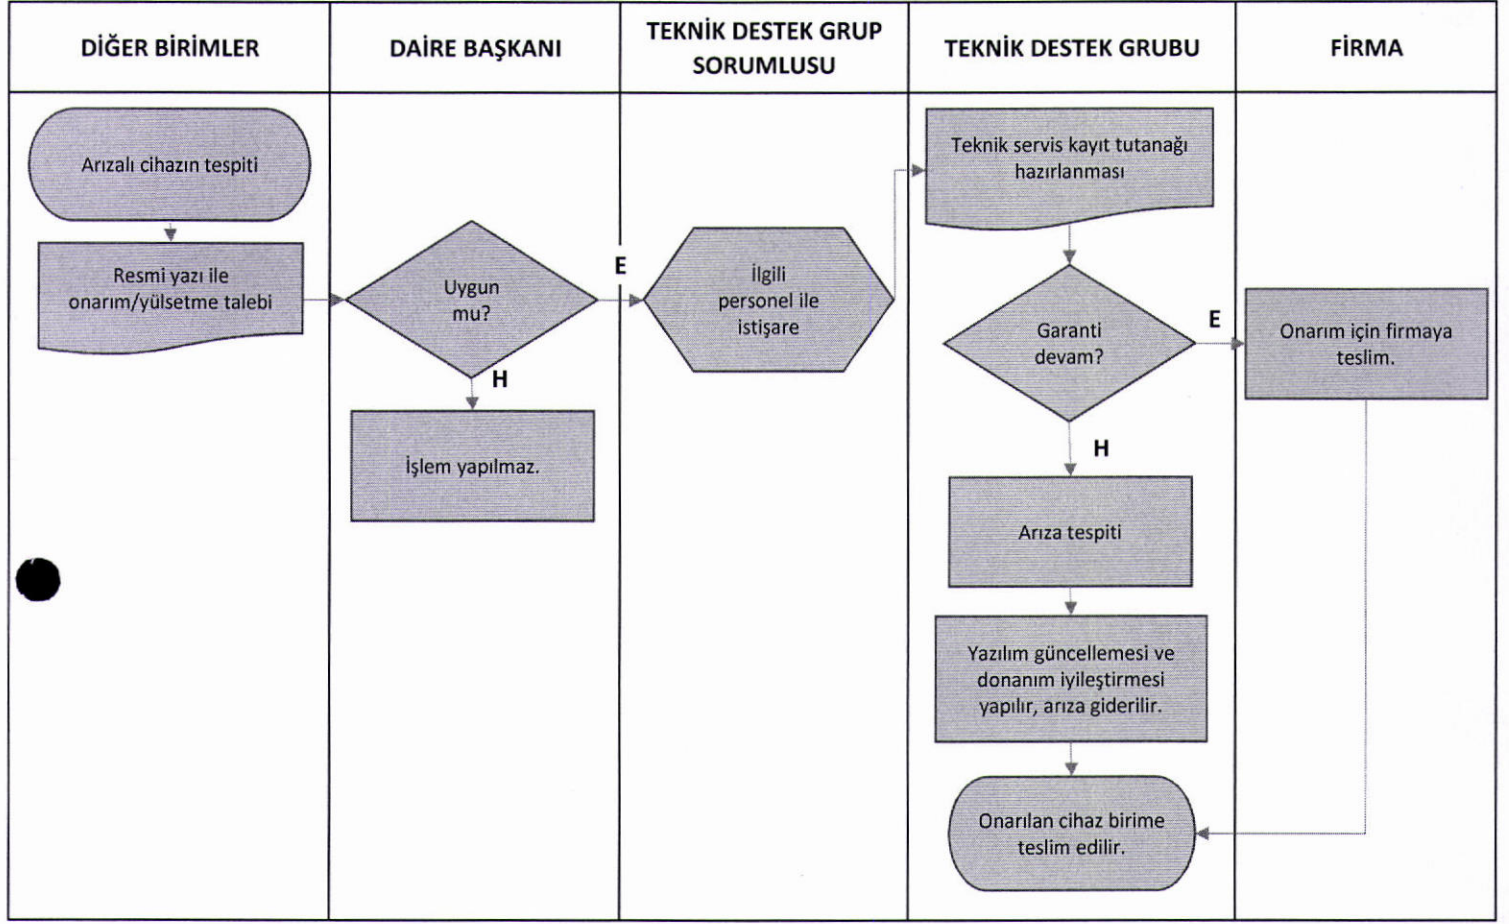 DİĞER BİRİMLER
DAİRE BAŞKANI
TEKNİK DESTEK GRUP
SORUMLUSU
TEKNİK DESTEK GRUBU
FİRMA
Arızalı cihazın tespiti
Resmi yazı ile
onarım/yülsetme talebi
Uygun
mu?
E
H
İşlem yapılmaz.
İlgili
personel ile
istişare
Teknik servis kayıt tutanağı
hazırlanması
Garanti
devam?
E
H
Onarım için firmaya
teslim.
Arıza tespiti
Yazılım güncellemesi ve
donanım iyileştirmesi
yapılır, arıza giderilir.
Onarılan cihaz birime
teslim edilir.